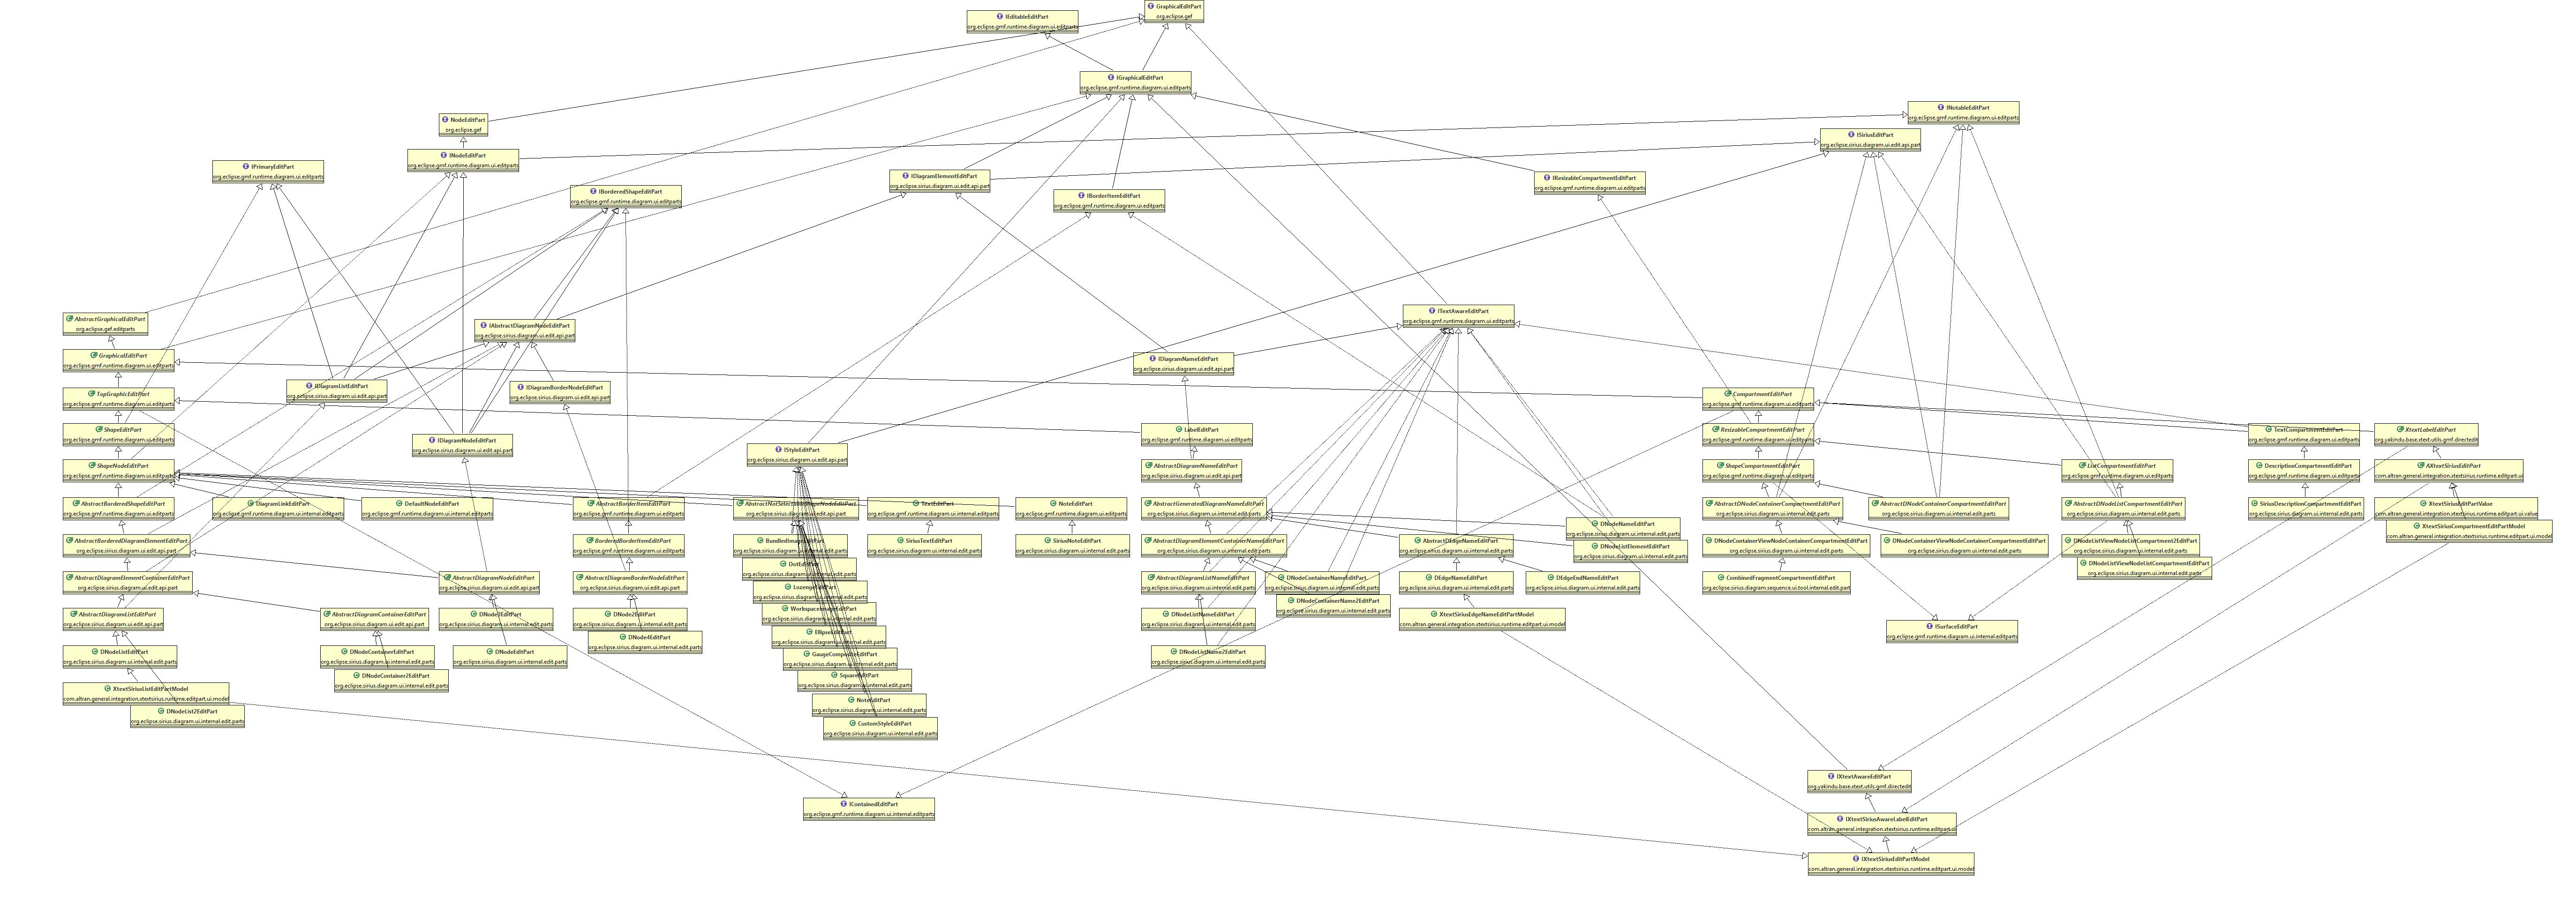 GraphicalEditPart
org.eclipse.gef
IEditableEditPart
org.eclipse.gmf.runtime.diagram.ui.editparts
IGraphicalEditPart
org.eclipse.gmf.runtime.diagram.ui.editparts
INotableEditPart
org.eclipse.gmf.runtime.diagram.ui.editparts
NodeEditPart
org.eclipse.gef
ISiriusEditPart
org.eclipse.sirius.diagram.ui.edit.api.part
INodeEditPart
org.eclipse.gmf.runtime.diagram.ui.editparts
IPrimaryEditPart
org.eclipse.gmf.runtime.diagram.ui.editparts
IDiagramElementEditPart
org.eclipse.sirius.diagram.ui.edit.api.part
IResizableCompartmentEditPart
org.eclipse.gmf.runtime.diagram.ui.editparts
IBorderedShapeEditPart
org.eclipse.gmf.runtime.diagram.ui.editparts
IBorderItemEditPart
org.eclipse.gmf.runtime.diagram.ui.editparts
ITextAwareEditPart
org.eclipse.gmf.runtime.diagram.ui.editparts
AbstractGraphicalEditPart
org.eclipse.gef.editparts
IAbstractDiagramNodeEditPart
org.eclipse.sirius.diagram.ui.edit.api.part
GraphicalEditPart
org.eclipse.gmf.runtime.diagram.ui.editparts
IDiagramNameEditPart
org.eclipse.sirius.diagram.ui.edit.api.part
IDiagramListEditPart
org.eclipse.sirius.diagram.ui.edit.api.part
IDiagramBorderNodeEditPart
org.eclipse.sirius.diagram.ui.edit.api.part
TopGraphicEditPart
org.eclipse.gmf.runtime.diagram.ui.editparts
CompartmentEditPart
org.eclipse.gmf.runtime.diagram.ui.editparts
ShapeEditPart
org.eclipse.gmf.runtime.diagram.ui.editparts
LabelEditPart
org.eclipse.gmf.runtime.diagram.ui.editparts
ResizableCompartmentEditPart
org.eclipse.gmf.runtime.diagram.ui.editparts
TextCompartmentEditPart
org.eclipse.gmf.runtime.diagram.ui.editparts
XtextLabelEditPart
org.yakindu.base.xtext.utils.gmf.directedit
IDiagramNodeEditPart
org.eclipse.sirius.diagram.ui.edit.api.part
IStyleEditPart
org.eclipse.sirius.diagram.ui.edit.api.part
ShapeNodeEditPart
org.eclipse.gmf.runtime.diagram.ui.editparts
AbstractDiagramNameEditPart
org.eclipse.sirius.diagram.ui.edit.api.part
ShapeCompartmentEditPart
org.eclipse.gmf.runtime.diagram.ui.editparts
ListCompartmentEditPart
org.eclipse.gmf.runtime.diagram.ui.editparts
DescriptionCompartmentEditPart
org.eclipse.gmf.runtime.diagram.ui.editparts
AXtextSiriusEditPart
com.altran.general.integration.xtextsirius.runtime.editpart.ui
AbstractBorderedShapeEditPart
org.eclipse.gmf.runtime.diagram.ui.editparts
DiagramLinkEditPart
org.eclipse.gmf.runtime.diagram.ui.internal.editparts
DefaultNodeEditPart
org.eclipse.gmf.runtime.diagram.ui.internal.editparts
AbstractBorderItemEditPart
org.eclipse.gmf.runtime.diagram.ui.editparts
org.eclipse.sirius.diagram.ui.internal.edit.parts
TextEditPart
org.eclipse.gmf.runtime.diagram.ui.internal.editparts
NoteEditPart
org.eclipse.gmf.runtime.diagram.ui.editparts
AbstractGeneratedDiagramNameEditPart
org.eclipse.sirius.diagram.ui.internal.edit.parts
AbstractDNodeContainerCompartmentEditPart
org.eclipse.sirius.diagram.ui.internal.edit.parts
AbstractDNodeContainerCompartmentEditPart
org.eclipse.sirius.diagram.ui.internal.edit.parts
AbstractDNodeListCompartmentEditPart
org.eclipse.sirius.diagram.ui.internal.edit.parts
SiriusDescriptionCompartmentEditPart
org.eclipse.sirius.diagram.ui.internal.edit.parts
XtextSiriusEditPartValue
com.altran.general.integration.xtextsirius.runtime.editpart.ui.value
DNodeNameEditPart
org.eclipse.sirius.diagram.ui.internal.edit.parts
XtextSiriusCompartmentEditPartModel
com.altran.general.integration.xtextsirius.runtime.editpart.ui.model
AbstractBorderedDiagramElementEditPart
org.eclipse.sirius.diagram.ui.edit.api.part
BorderedBorderItemEditPart
org.eclipse.gmf.runtime.diagram.ui.editparts
BundledImageEditPart
org.eclipse.sirius.diagram.ui.internal.edit.parts
SiriusTextEditPart
org.eclipse.sirius.diagram.ui.internal.edit.parts
SiriusNoteEditPart
org.eclipse.sirius.diagram.ui.internal.edit.parts
AbstractDiagramElementContainerNameEditPart
org.eclipse.sirius.diagram.ui.internal.edit.parts
AbstractDEdgeNameEditPart
org.eclipse.sirius.diagram.ui.internal.edit.parts
DNodeListElementEditPart
org.eclipse.sirius.diagram.ui.internal.edit.parts
DNodeContainerViewNodeContainerCompartmentEditPart
org.eclipse.sirius.diagram.ui.internal.edit.parts
DNodeContainerViewNodeContainerCompartmentEditPart
org.eclipse.sirius.diagram.ui.internal.edit.parts
DNodeListViewNodeListCompartment2EditPart
org.eclipse.sirius.diagram.ui.internal.edit.parts
DNodeListViewNodeListCompartmentEditPart
org.eclipse.sirius.diagram.ui.internal.edit.parts
DotEditPart
org.eclipse.sirius.diagram.ui.internal.edit.parts
AbstractDiagramElementContainerEditPart
org.eclipse.sirius.diagram.ui.edit.api.part
AbstractDiagramNodeEditPart
org.eclipse.sirius.diagram.ui.edit.api.part
AbstractDiagramBorderNodeEditPart
org.eclipse.sirius.diagram.ui.edit.api.part
LozengeEditPart
org.eclipse.sirius.diagram.ui.internal.edit.parts
AbstractDiagramListNameEditPart
org.eclipse.sirius.diagram.ui.edit.api.part
DNodeContainerNameEditPart
org.eclipse.sirius.diagram.ui.internal.edit.parts
DEdgeNameEditPart
org.eclipse.sirius.diagram.ui.internal.edit.parts
DEdgeEndNameEditPart
org.eclipse.sirius.diagram.ui.internal.edit.parts
CombinedFragmentCompartmentEditPart
org.eclipse.sirius.diagram.sequence.ui.tool.internal.edit.part
DNodeContainerName2EditPart
org.eclipse.sirius.diagram.ui.internal.edit.parts
AbstractDiagramListEditPart
org.eclipse.sirius.diagram.ui.edit.api.part
AbstractDiagramContainerEditPart
org.eclipse.sirius.diagram.ui.edit.api.part
org.eclipse.sirius.diagram.ui.internal.edit.parts
DNode2EditPart
org.eclipse.sirius.diagram.ui.internal.edit.parts
WorkspaceImageEditPart
org.eclipse.sirius.diagram.ui.internal.edit.parts
DNodeListNameEditPart
org.eclipse.sirius.diagram.ui.internal.edit.parts
XtextSiriusEdgeNameEditPartModel
com.altran.general.integration.xtextsirius.runtime.editpart.ui.model
ISurfaceEditPart
org.eclipse.gmf.runtime.diagram.ui.internal.editparts
DNode4EditPart
org.eclipse.sirius.diagram.ui.internal.edit.parts
EllipseEditPart
org.eclipse.sirius.diagram.ui.internal.edit.parts
DNodeListEditPart
org.eclipse.sirius.diagram.ui.internal.edit.parts
DNodeContainerEditPart
org.eclipse.sirius.diagram.ui.internal.edit.parts
DNodeEditPart
org.eclipse.sirius.diagram.ui.internal.edit.parts
GaugeCompositeEditPart
org.eclipse.sirius.diagram.ui.internal.edit.parts
DNodeListName2EditPart
org.eclipse.sirius.diagram.ui.internal.edit.parts
DNodeContainer2EditPart
org.eclipse.sirius.diagram.ui.internal.edit.parts
SquareEditPart
org.eclipse.sirius.diagram.ui.internal.edit.parts
XtextSiriusListEditPartModel
com.altran.general.integration.xtextsirius.runtime.editpart.ui.model
NoteEditPart
org.eclipse.sirius.diagram.ui.internal.edit.parts
DNodeList2EditPart
org.eclipse.sirius.diagram.ui.internal.edit.parts
CustomStyleEditPart
org.eclipse.sirius.diagram.ui.internal.edit.parts
IXtextAwareEditPart
org.yakindu.base.xtext.utils.gmf.directedit
IContainedEditPart
org.eclipse.gmf.runtime.diagram.ui.internal.editparts
IXtextSiriusAwareLabelEditPart
com.altran.general.integration.xtextsirius.runtime.editpart.ui
IXtextSiriusEditPartModel
com.altran.general.integration.xtextsirius.runtime.editpart.ui.model